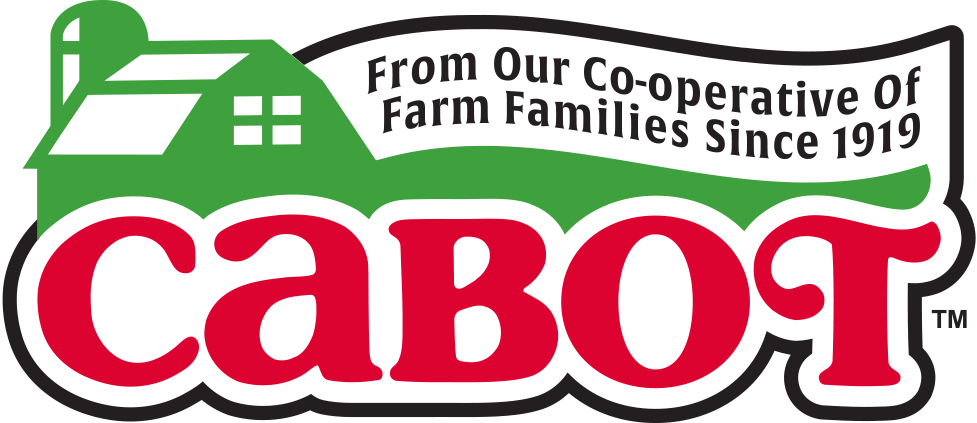 From Our Co-operative Of
Farm Families Since 1919
CABOT
TM